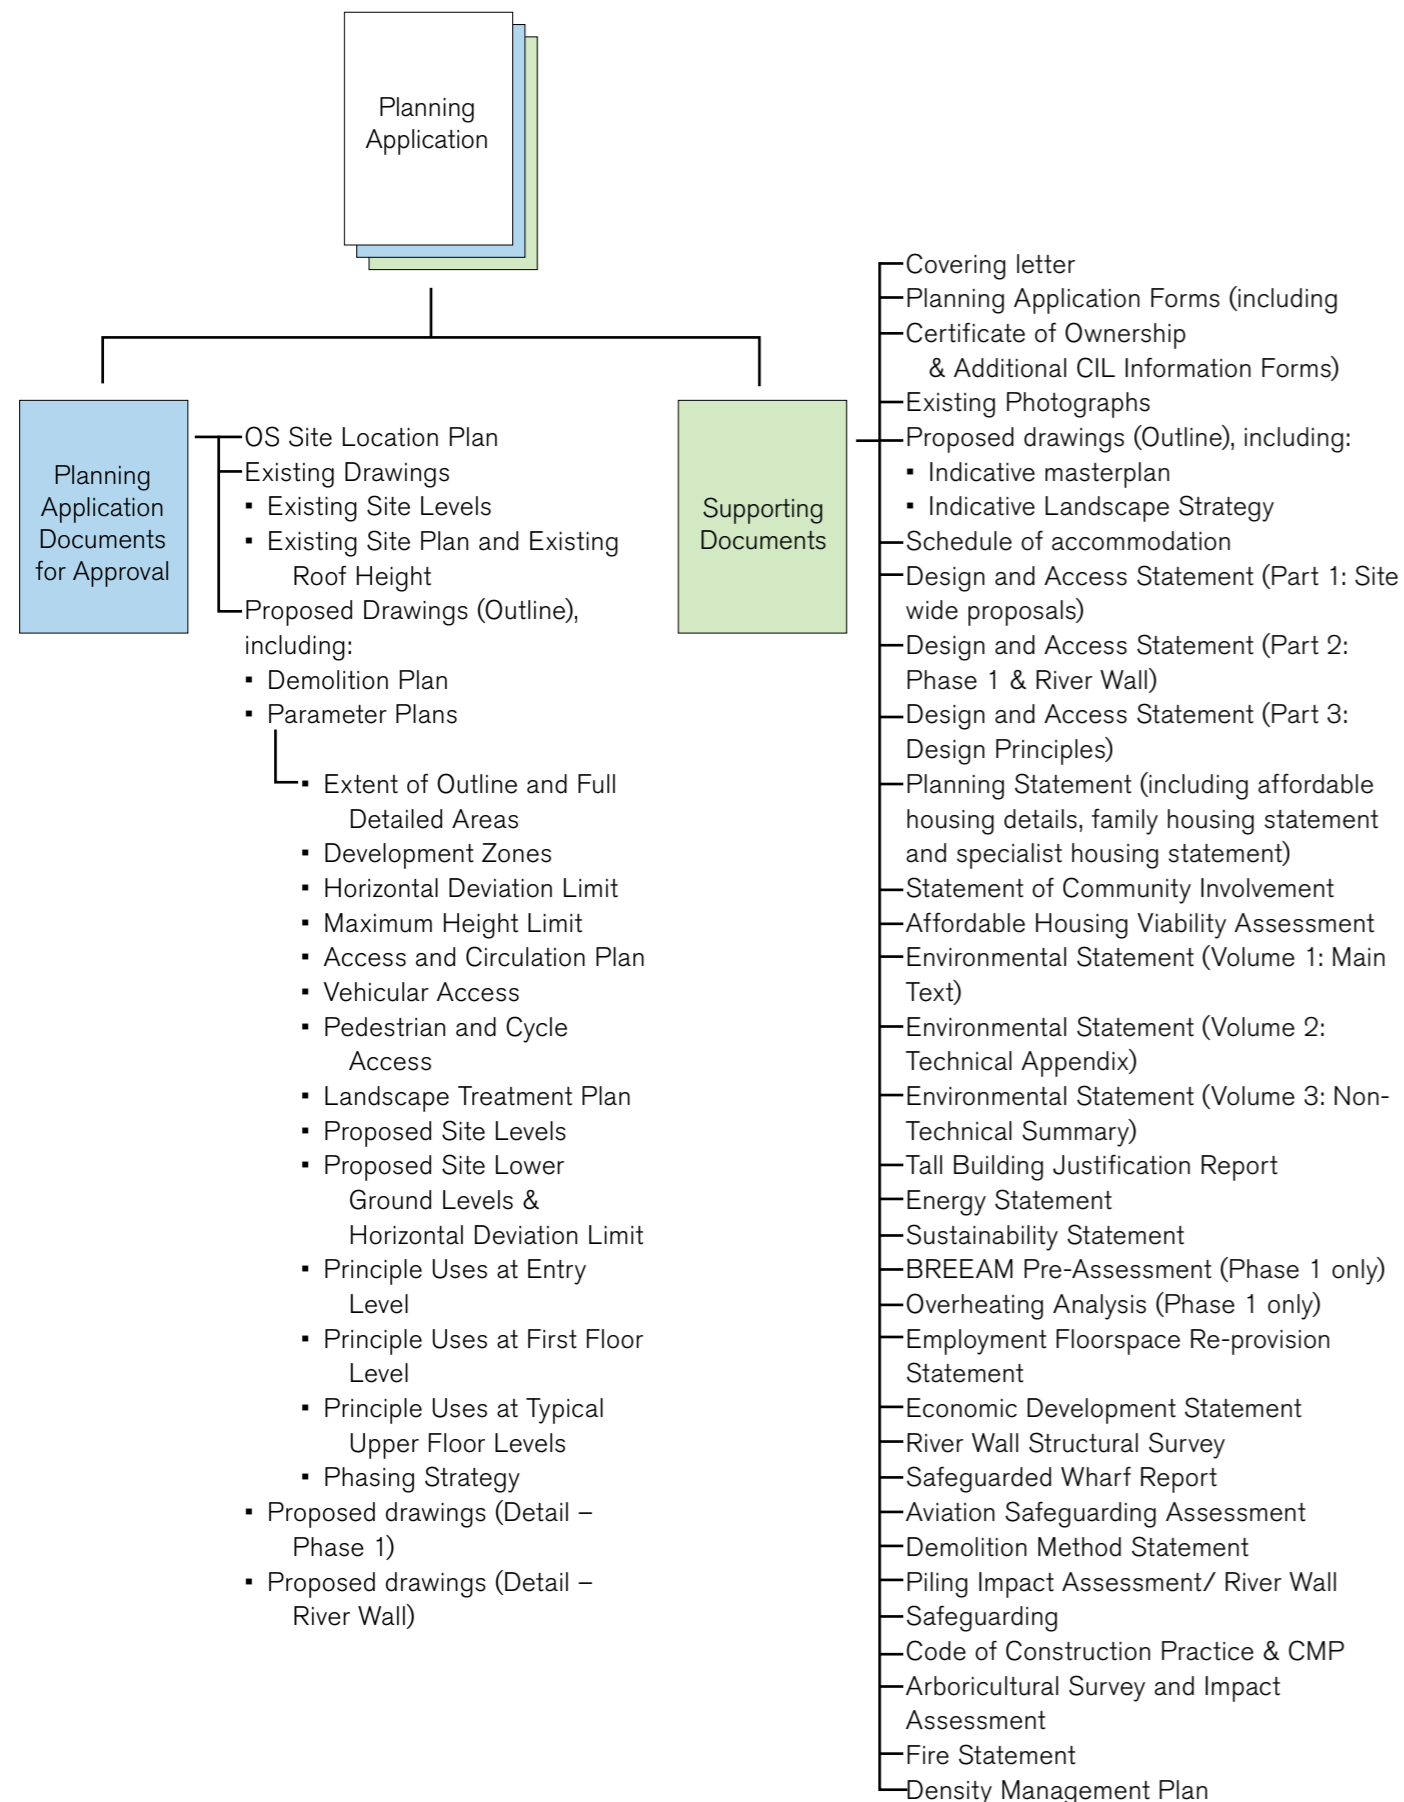 Planning
Application
Planning
Application
Documents
for Approval
OS Site Location Plan
Existing Drawings
▪ Existing Site Levels
▪ Existing Site Plan and Existing
Roof Height
Proposed Drawings (Outline),
including:
▪ Demolition Plan
▪ Parameter Plans
▪ Extent of Outline and Full
Detailed Areas
▪ Development Zones
▪ Horizontal Deviation Limit
▪ Maximum Height Limit
▪ Access and Circulation Plan
▪ Vehicular Access
▪ Pedestrian and Cycle
Access
▪ Landscape Treatment Plan
▪ Proposed Site Levels
▪ Proposed Site Lower
Ground Levels &
Horizontal Deviation Limit
▪ Principle Uses at Entry
Level
▪ Principle Uses at First Floor
Level
▪ Principle Uses at Typical
Upper Floor Levels
▪ Phasing Strategy
▪ Proposed drawings (Detail –
Phase 1)
▪ Proposed drawings (Detail –
River Wall)
Supporting
Documents
Covering letter
Planning Application Forms (including
Certificate of Ownership
& Additional CIL Information Forms)
Existing Photographs
Proposed drawings (Outline), including:
▪ Indicative masterplan
▪ Indicative Landscape Strategy
Schedule of accommodation
Design and Access Statement (Part 1: Site
wide proposals)
Design and Access Statement (Part 2:
Phase 1 & River Wall)
Design and Access Statement (Part 3:
Design Principles)
Planning Statement (including affordable
housing details, family housing statement
and specialist housing statement)
Statement of Community Involvement
Affordable Housing Viability Assessment
Environmental Statement (Volume 1: Main
Text)
Environmental Statement (Volume 2:
Technical Appendix)
Environmental Statement (Volume 3: Non-
Technical Summary)
Tall Building Justification Report
Energy Statement
Sustainability Statement
BREEAM Pre-Assessment (Phase 1 only)
Overheating Analysis (Phase 1 only)
Employment Floorspace Re-provision
Statement
Economic Development Statement
River Wall Structural Survey
Safeguarded Wharf Report
Aviation Safeguarding Assessment
Demolition Method Statement
Piling Impact Assessment/ River Wall
Safeguarding
Code of Construction Practice & CMP
Arboricultural Survey and Impact
Assessment
Fire Statement
Density Management Plan